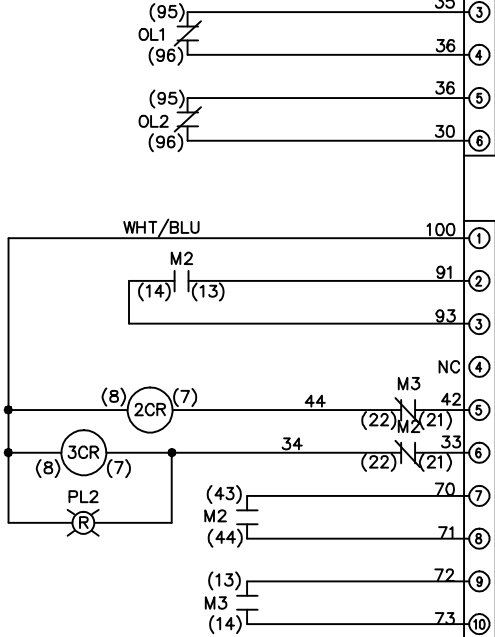 (95) 35 3
OL1
(96) 36 4
(95) 36 5
OL2
(96) 30 6
WHT/BLU 100 1
M2 91 2
(14) (13)
93 3
NC 4
M3
(8) 2CR (7) 44 42 5
(22) (21)
M2
3CR 34 33 6
(8) (7) (22) (21)
PL2
R
(43) 70 7
M2
(44) 71 8
(13) 72 9
M3
(14) 73 10